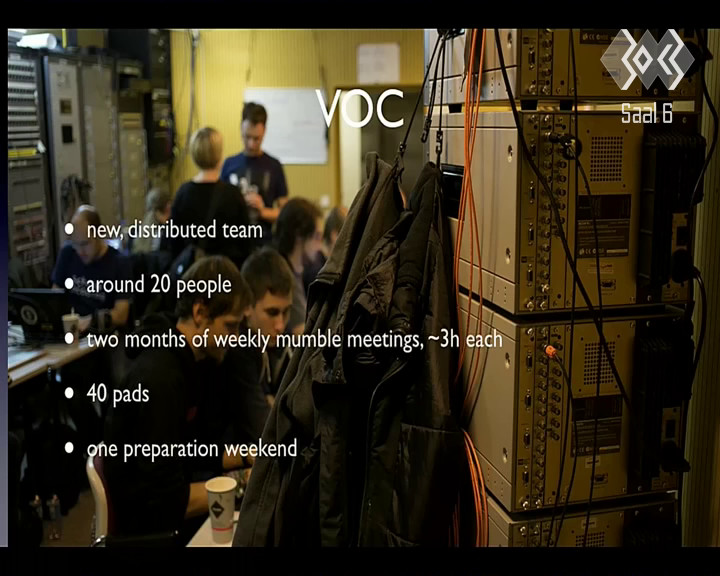 30C3
Saal 6
VOC
new, distributed team
around 20 people
two months of weekly mumble meetings, ~3h each
40 pads
one preparation weekend